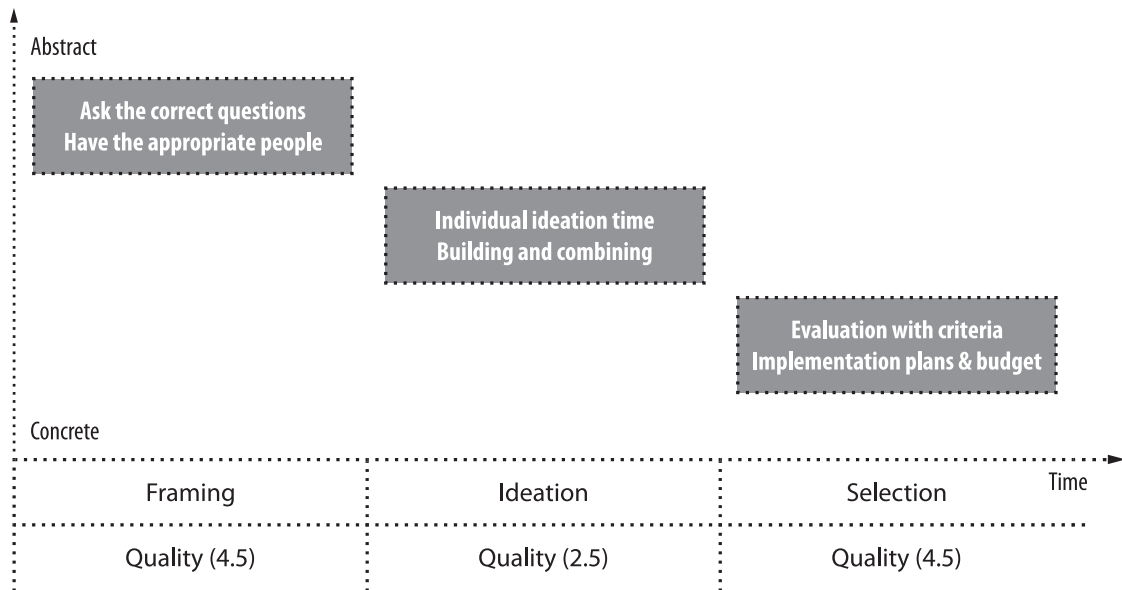 Abstract
Ask the correct questions
Have the appropriate people
Individual ideation time
Building and combining
Evaluation with criteria
Implementation plans & budget
Concrete
Time
Framing
Ideation
Selection
Quality (4.5)
Quality (2.5)
Quality (4.5)